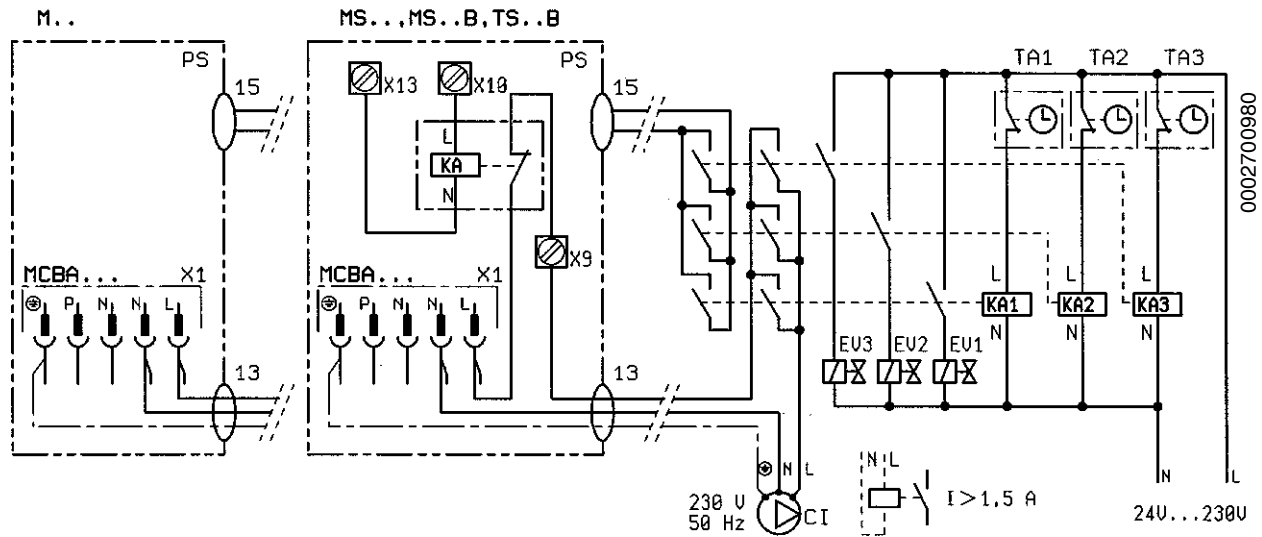 M.. MS..,MS..B,TS..B
PS PS TA1 TA2 TA3
15 X13 X10 15
L
KA
N
X9
MCBA... X1 MCBA... X1
P N N L P N N L
L L L
KA1 KA2 KA3
N N N
EV3 EV2 EV1
13 13
N L N L
230 V
50 Hz CI
I>1,5 A
N L
24V...230V
0002700980